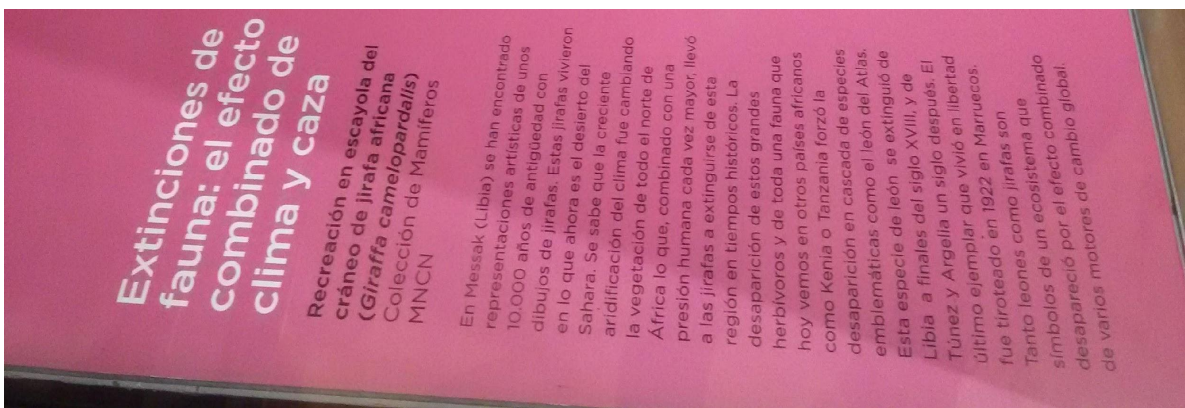 Extinciones de
fauna: el efecto
combinado de
clima y caza
Recreación en escayola del
cráneo de jirafa africana
(Giraffa camelopardalis)
Colección de Mamíferos
MNCN
En Messak (Libia) se han encontrado
representaciones artísticas de unos
10.000 años de antigüedad con
dibujos de jirafas. Estas jirafas vivieron
en lo que ahora es el desierto del
Sahara. Se sabe que la creciente
aridificación del clima fue cambiando
la vegetación de todo el norte de
África lo que, combinado con una
presión humana cada vez mayor, llevó
a las jirafas a extinguirse de esta
región en tiempos históricos. La
desaparición de estos grandes
herbívoros y de toda una fauna que
hoy vemos en otros países africanos
como Kenia o Tanzania forzó la
desaparición en cascada de especies
emblemáticas como el león del Atlas.
Esta especie de león se extinguió de
Libia a finales del siglo XVIII, y de
Túnez y Argelia un siglo después. El
último ejemplar que vivió en libertad
fue tiroteado en 1922 en Marruecos.
Tanto leones como jirafas son
símbolos de un ecosistema que
desapareció por el efecto combinado
de varios motores de cambio global.